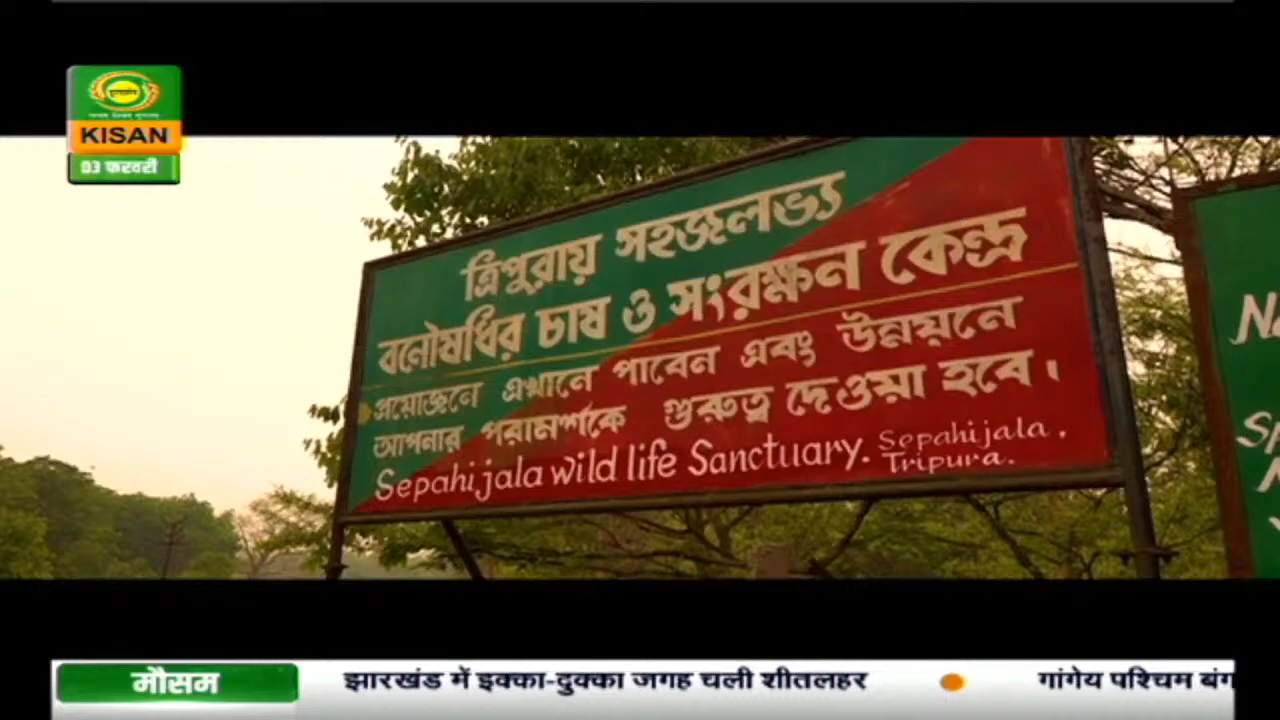 KISAN
03 फरवरी
ত্রিপুরায় সহজলভ্য
বনৌষধির চাষ ও সংরক্ষন কেন্দ্র
প্রয়োজনে এখানে পাবেন এবং উন্নয়নে
আপনার পরামর্শকে গুরুত্ব দেওয়া হবে।
Sepahijala wild life Sanctuary. Sepahijala.
Tripura.
मौसम झारखंड में इक्का-दुक्का जगह चली शीतलहर गांगेय पश्चिम